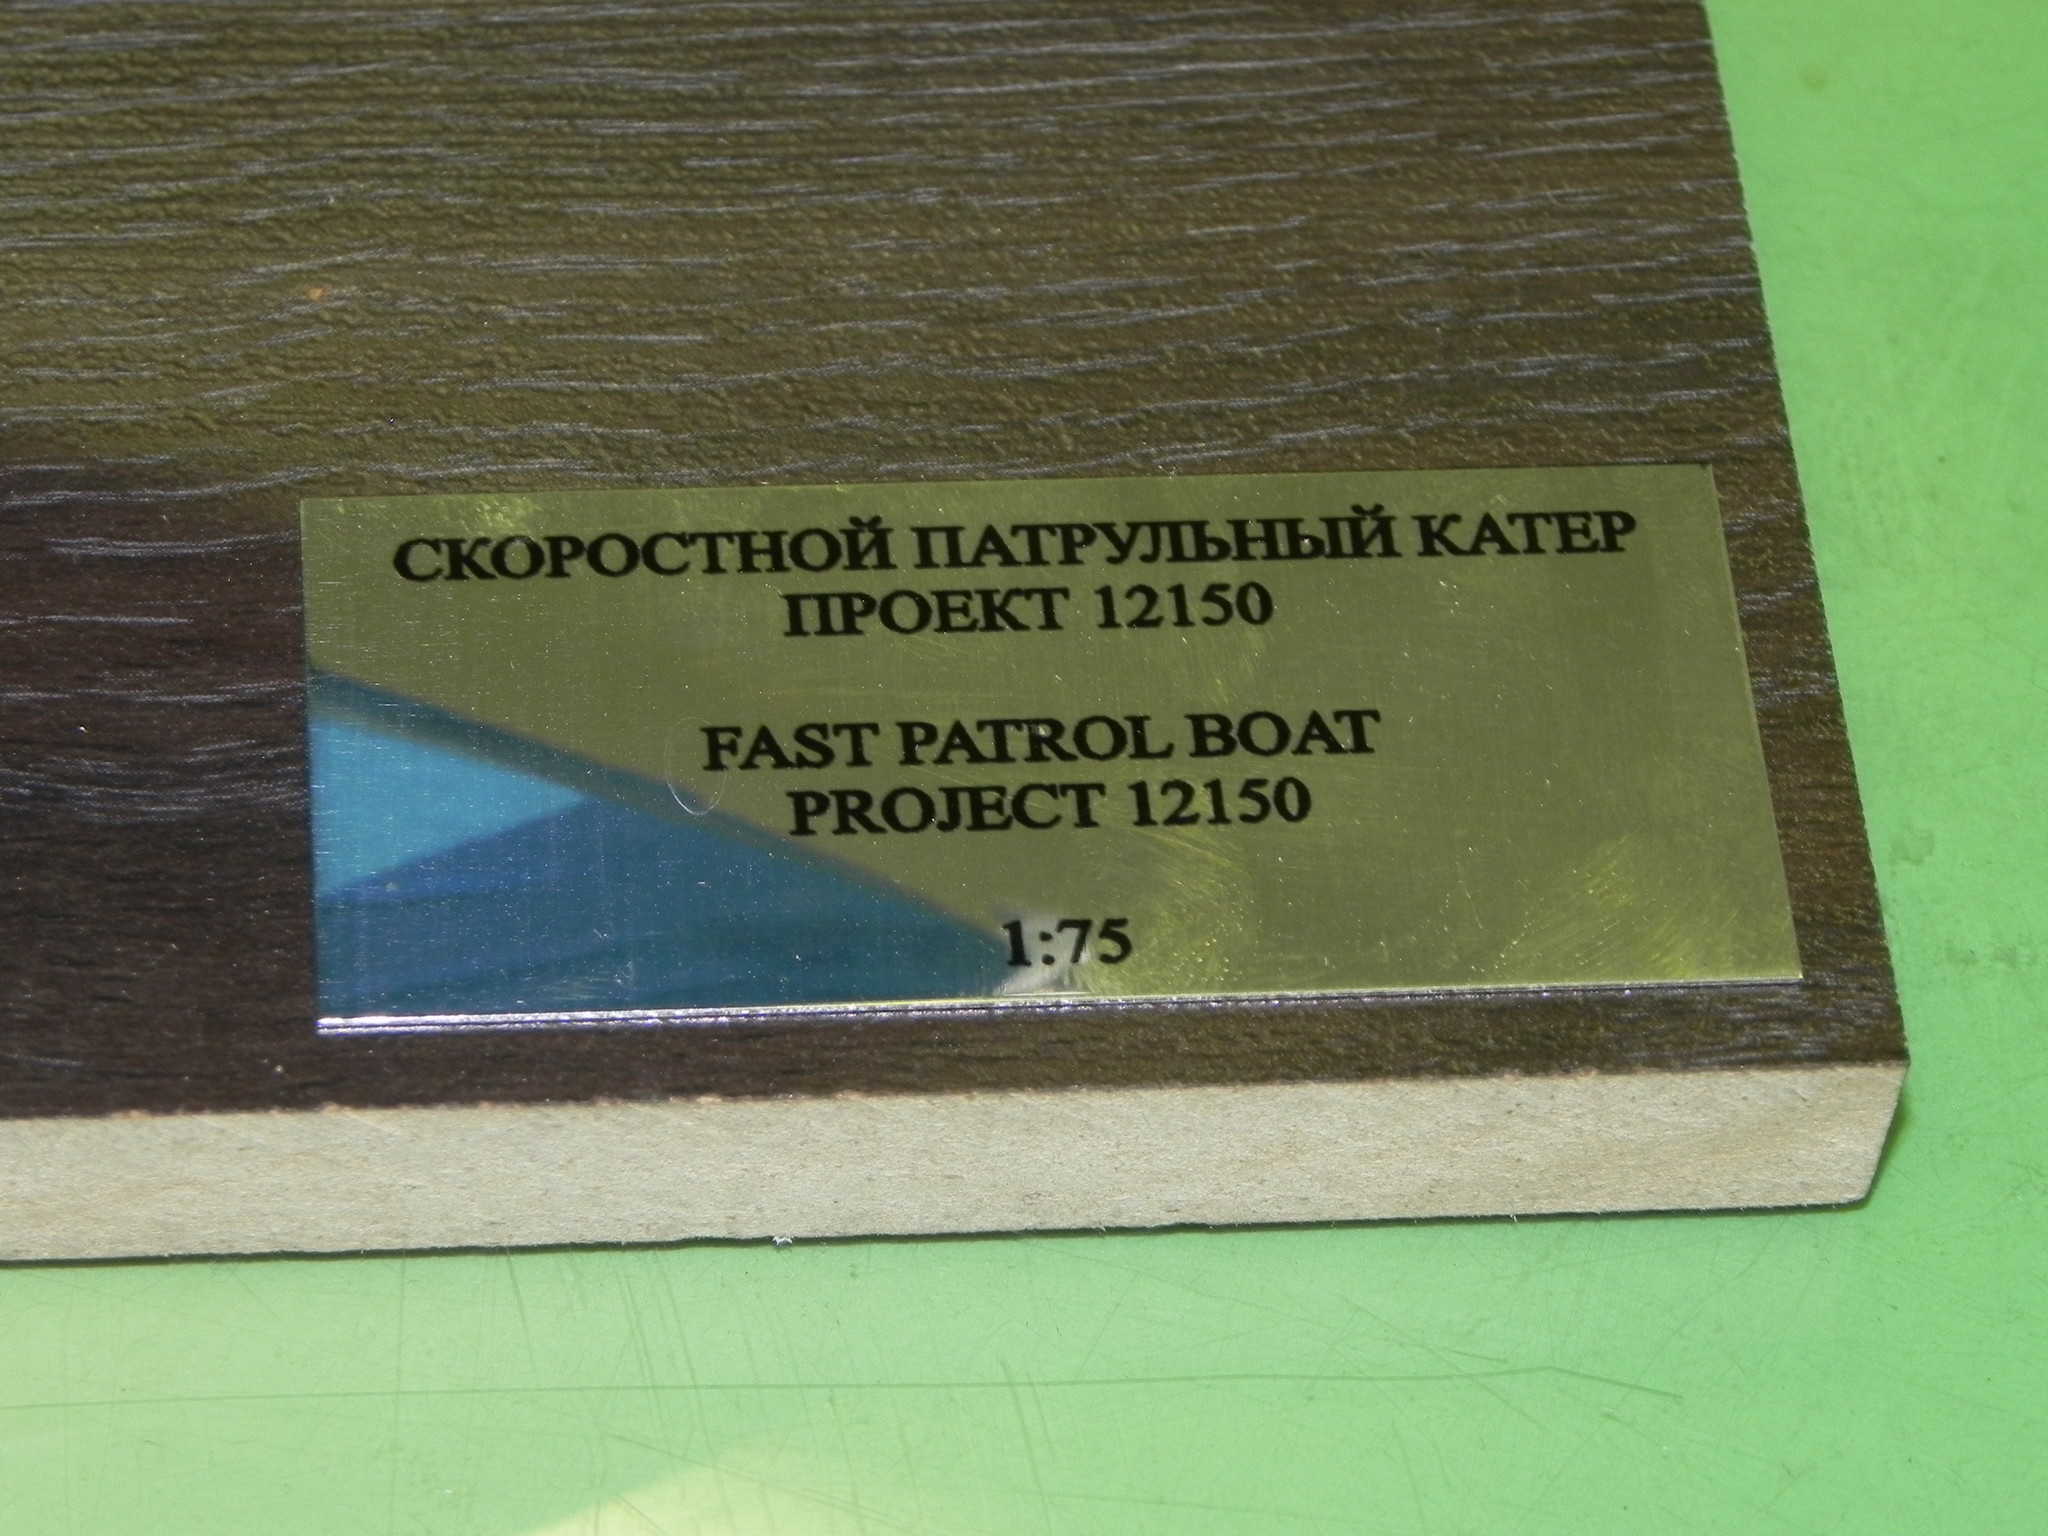 СКОРОСТНОЙ ПАТРУЛЬНЫЙ КАТЕР
ПРОЕКТ 12150
FAST PATROL BOAT
PROJECT 12150
1:75